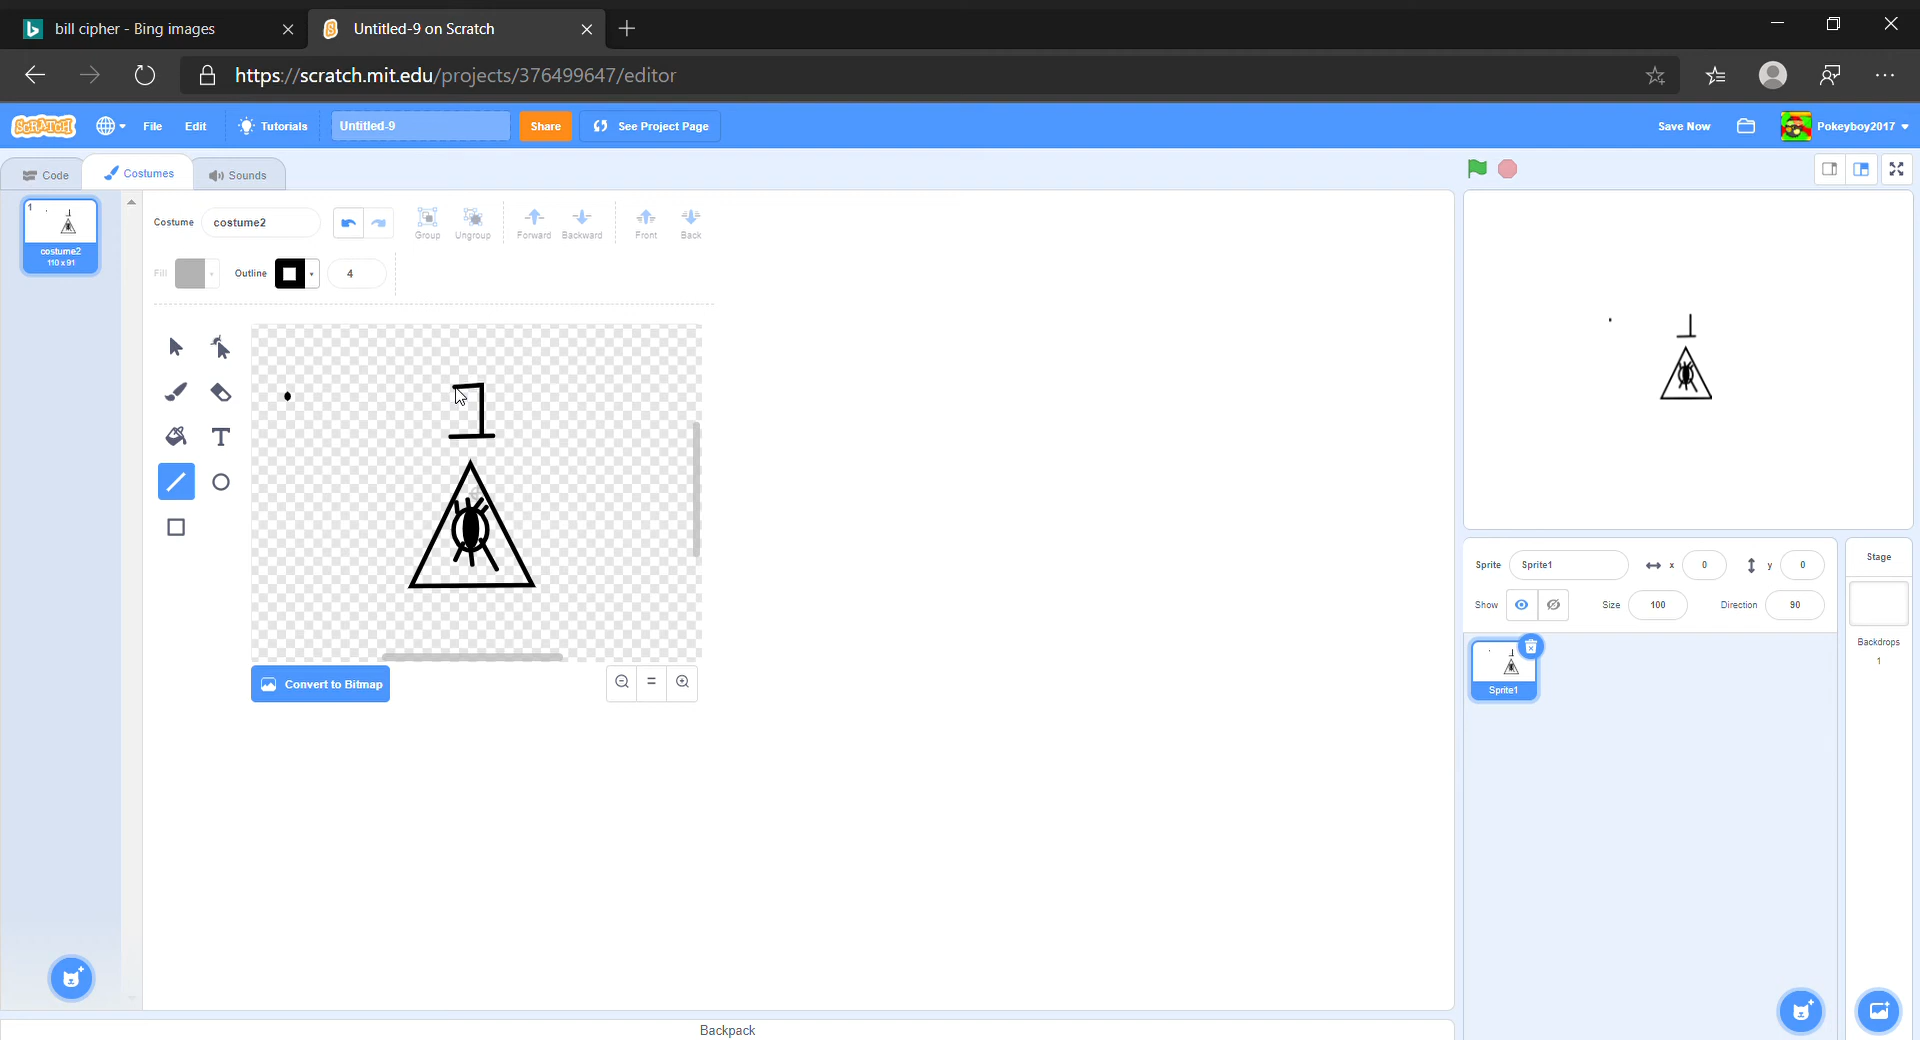 bill cipher - Bing images
Untitled-9 on Scratch
https://scratch.mit.edu/projects/376499647/editor
SCRATCH
File
Edit
Tutorials
Untitled-9
Share
See Project Page
Save Now
Pokeyboy2017
Code
Costumes
Sounds
1
costume2
110 x 91
Costume
costume2
Group
Ungroup
Forward
Backward
Front
Back
Fill
Outline
4
T
Convert to Bitmap
Sprite
Sprite1
x
0
y
0
Show
Size
100
Direction
90
Sprite1
Stage
Backdrops
1
Backpack